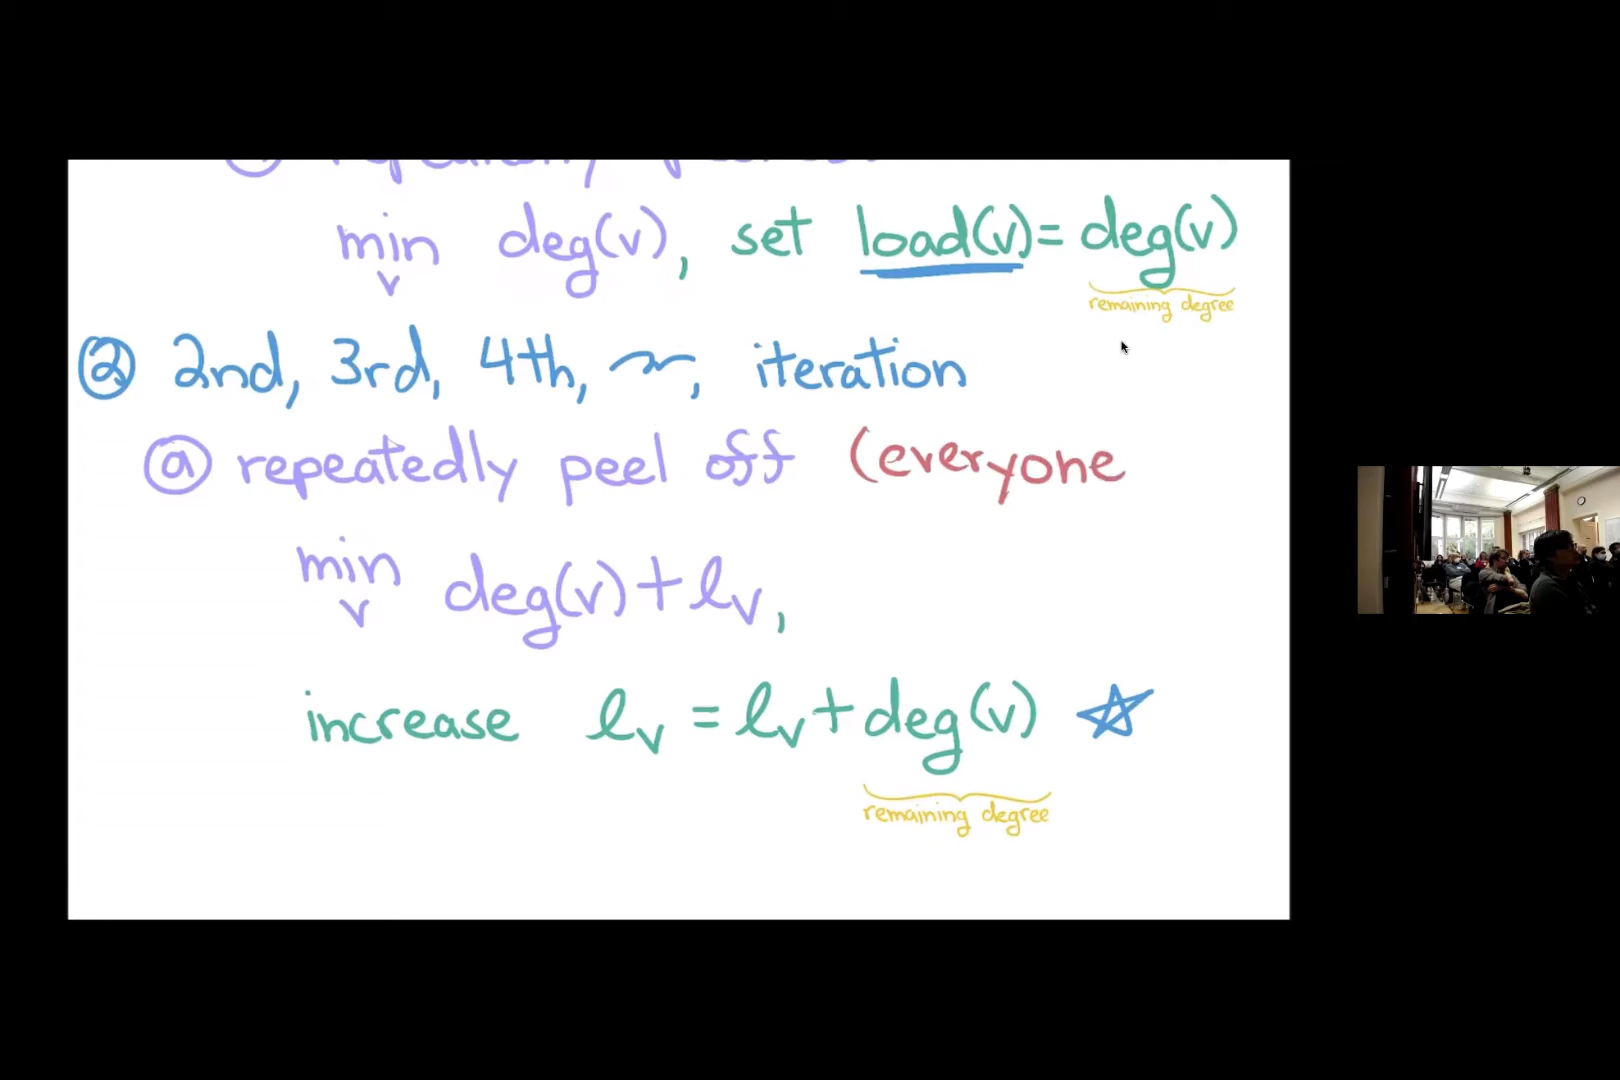 min deg(v), set load(v) = deg(v)
v
remaining degree
② 2nd, 3rd, 4th, ~, iteration
ⓐ repeatedly peel off (everyone
min deg(v) + ℓv,
v
increase ℓv = ℓv + deg(v) ☆
remaining degree